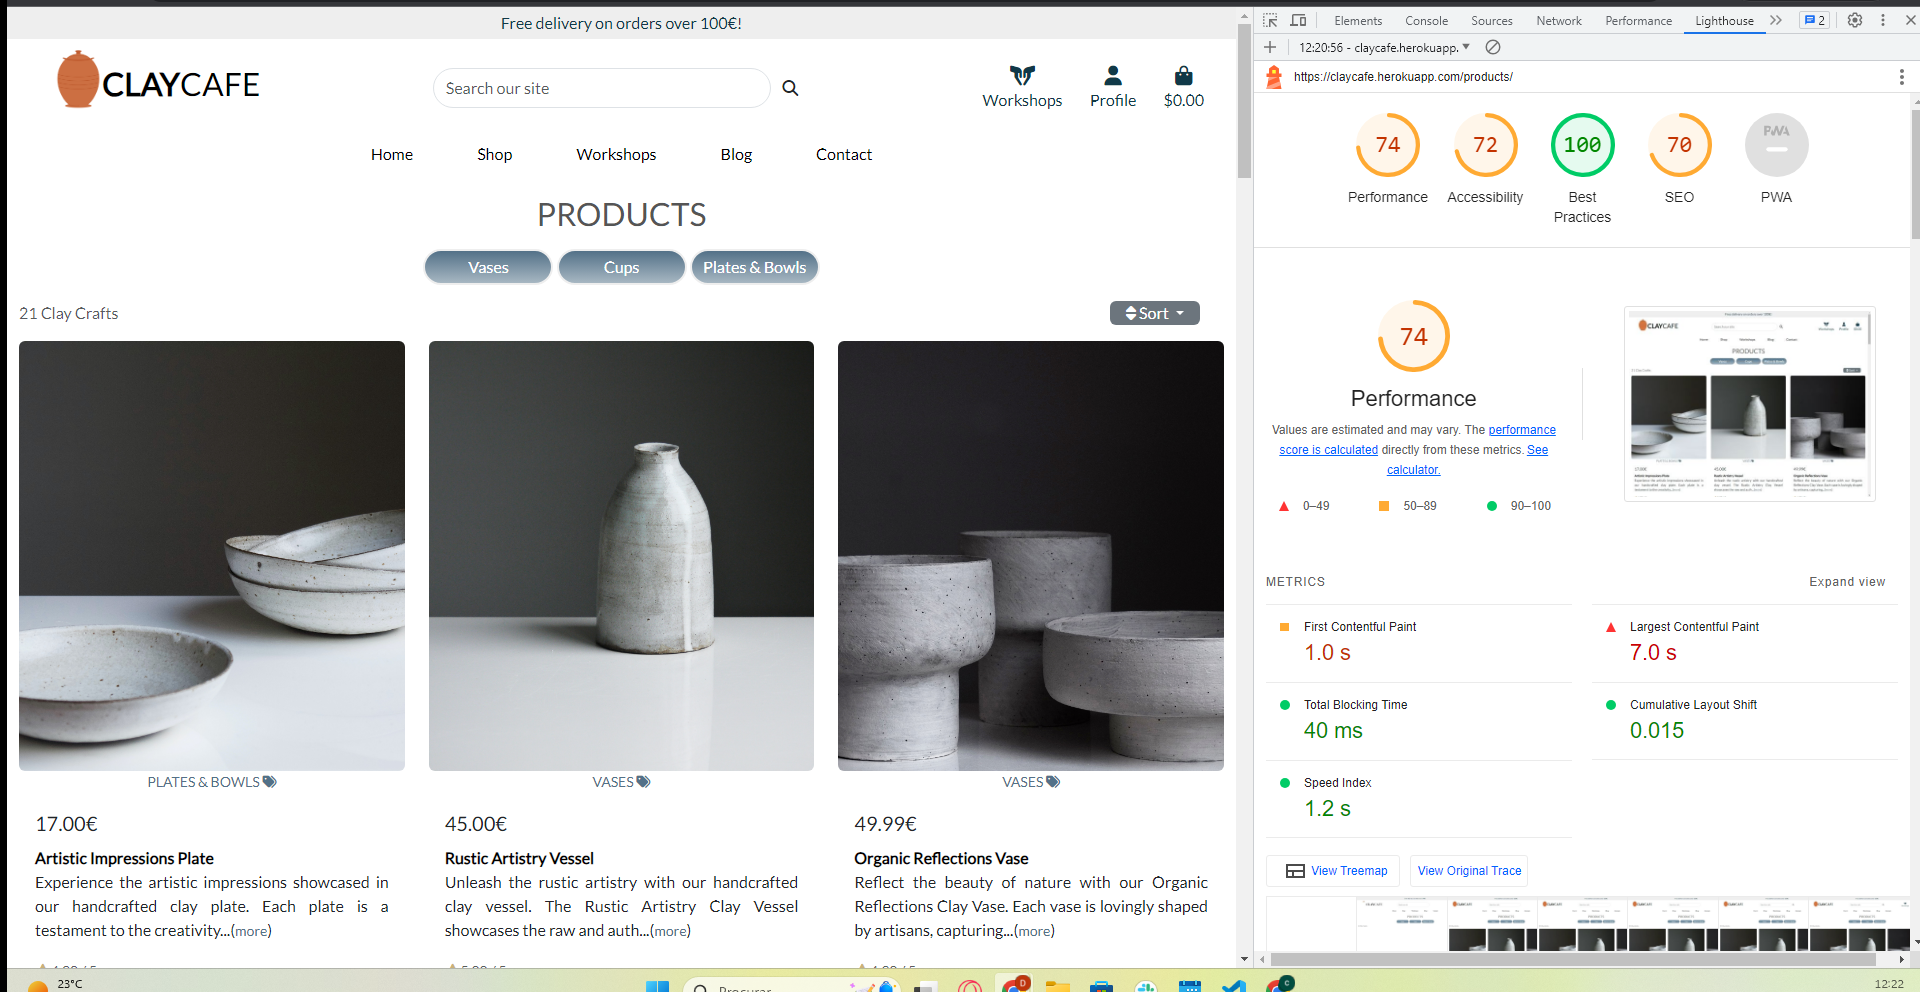 Free delivery on orders over 100€!
CLAYCAFE
Search our site
Workshops
Profile
$0.00
Home
Shop
Workshops
Blog
Contact
PRODUCTS
Vases
Cups
Plates & Bowls
21 Clay Crafts
Sort
PLATES & BOWLS
17.00€
Artistic Impressions Plate
Experience the artistic impressions showcased in
our handcrafted clay plate. Each plate is a
testament to the creativity...(more)
VASES
45.00€
Rustic Artistry Vessel
Unleash the rustic artistry with our handcrafted
clay vessel. The Rustic Artistry Clay Vessel
showcases the raw and auth...(more)
VASES
49.99€
Organic Reflections Vase
Reflect the beauty of nature with our Organic
Reflections Clay Vase. Each vase is lovingly shaped
by artisans, capturing...(more)
Elements
Console
Sources
Network
Performance
Lighthouse
2
12:20:56 - claycafe.herokuapp.
https://claycafe.herokuapp.com/products/
74
Performance
72
Accessibility
100
Best
Practices
70
SEO
PWA
PWA
74
Performance
Values are estimated and may vary. The performance
score is calculated directly from these metrics. See
calculator.
0–49
50–89
90–100
CLAYCAFE
PRODUCTS
METRICS
Expand view
First Contentful Paint
1.0 s
Largest Contentful Paint
7.0 s
Total Blocking Time
40 ms
Cumulative Layout Shift
0.015
Speed Index
1.2 s
View Treemap
View Original Trace
23°C
Procurar
12:22